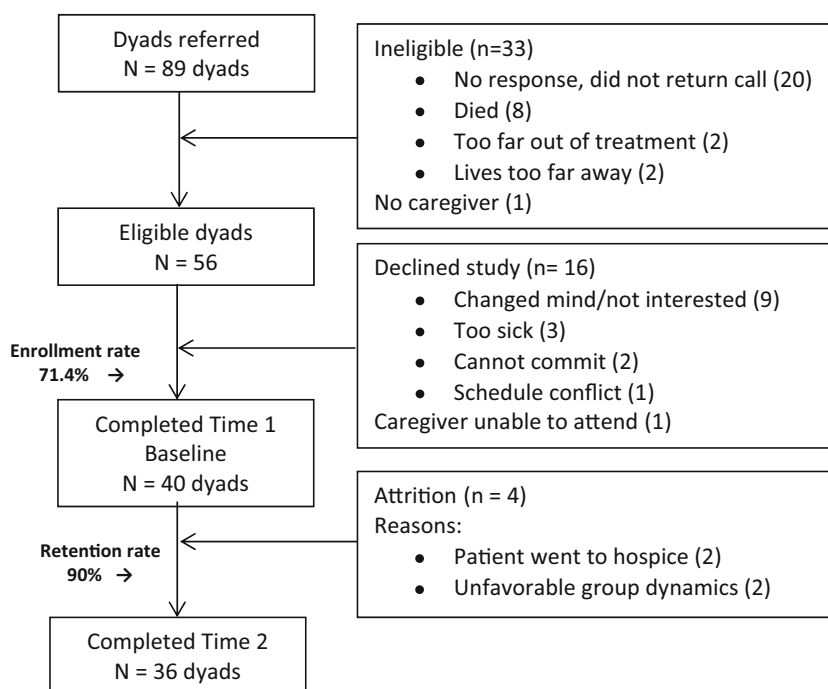 Dyads referred
N = 89 dyads
Ineligible (n=33)
• No response, did not return call (20)
• Died (8)
• Too far out of treatment (2)
• Lives too far away (2)
No caregiver (1)
Eligible dyads
N = 56
Declined study (n= 16)
• Changed mind/not interested (9)
• Too sick (3)
• Cannot commit (2)
• Schedule conflict (1)
Caregiver unable to attend (1)
Enrollment rate
71.4% →
Completed Time 1
Baseline
N = 40 dyads
Attrition (n = 4)
Reasons:
• Patient went to hospice (2)
• Unfavorable group dynamics (2)
Retention rate
90% →
Completed Time 2
N = 36 dyads